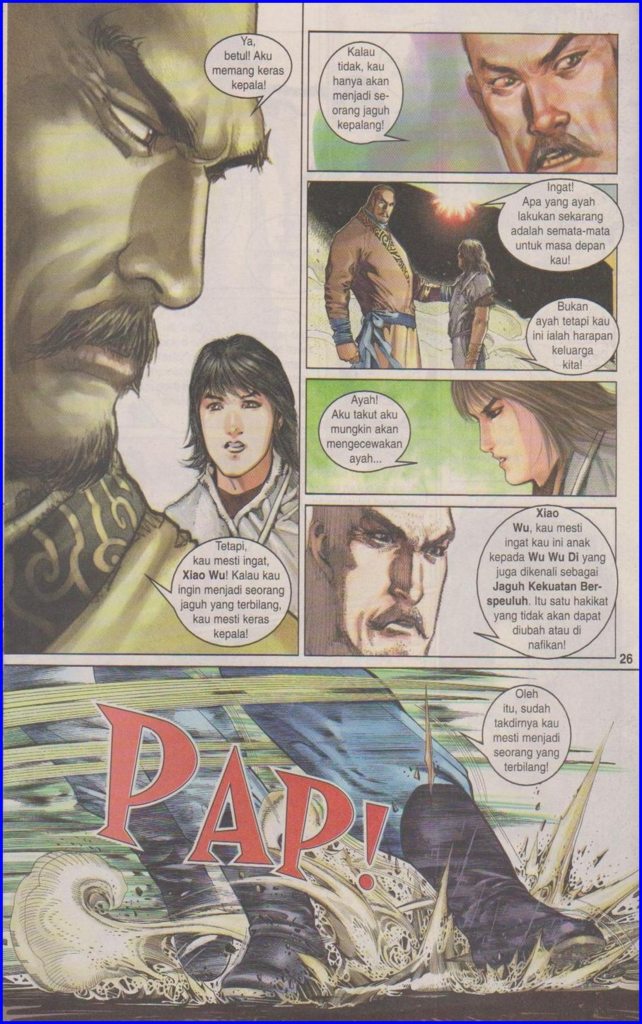 Ya,
betul! Aku
memang keras
kepala!
Tetapi,
kau mesti ingat,
Xiao Wu! Kalau kau
ingin menjadi seorang
jaguh yang terbilang,
kau mesti keras
kepala!
Kalau
tidak, kau
hanya akan
menjadi se-
orang jaguh
kepalang!
Ingat!
Apa yang ayah
lakukan sekarang
adalah semata-mata
untuk masa depan
kau!
Bukan
ayah tetapi kau
ini ialah harapan
keluarga
kita!
Ayah!
Aku takut aku
mungkin akan
mengecewakan
ayah...
Xiao
Wu, kau mesti
ingat kau ini anak
kepada Wu Wu Di yang
juga dikenali sebagai
Jaguh Kekuatan Ber-
speuluh. Itu satu hakikat
yang tidak akan dapat
diubah atau di
nafikan!
26
Oleh
itu, sudah
takdirnya kau
mesti menjadi
seorang yang
terbilang!
PAP!